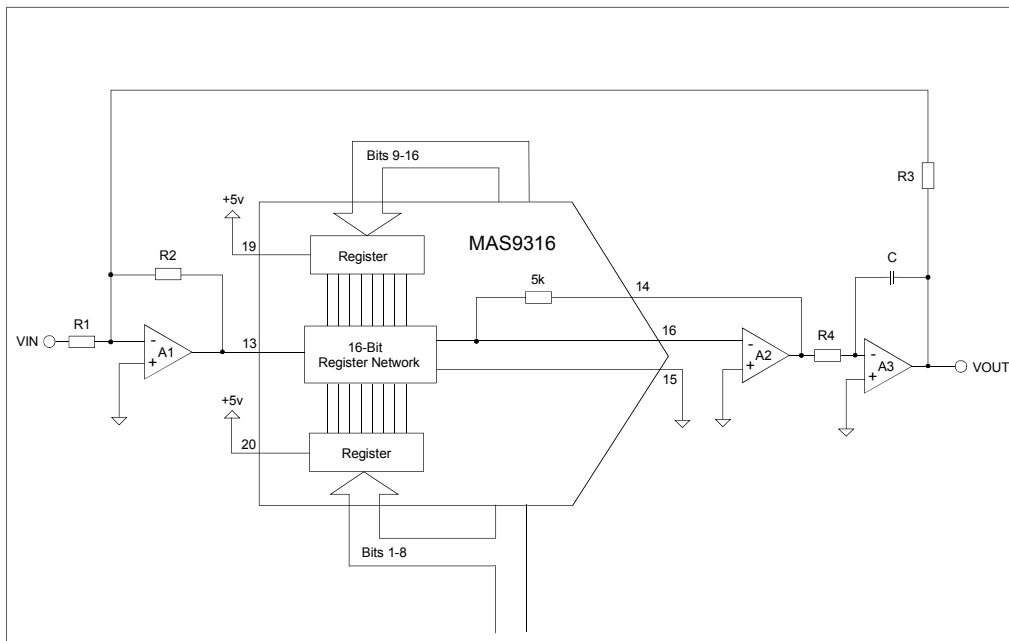 Bits 9-16
R3
+5v
MAS9316
19
Register
C
R2
5k
14
R1
16
R4
VIN
-
+
A1
13
16-Bit
Register Network
-
+
A2
-
+
A3
VOUT
15
+5v
20
Register
Bits 1-8